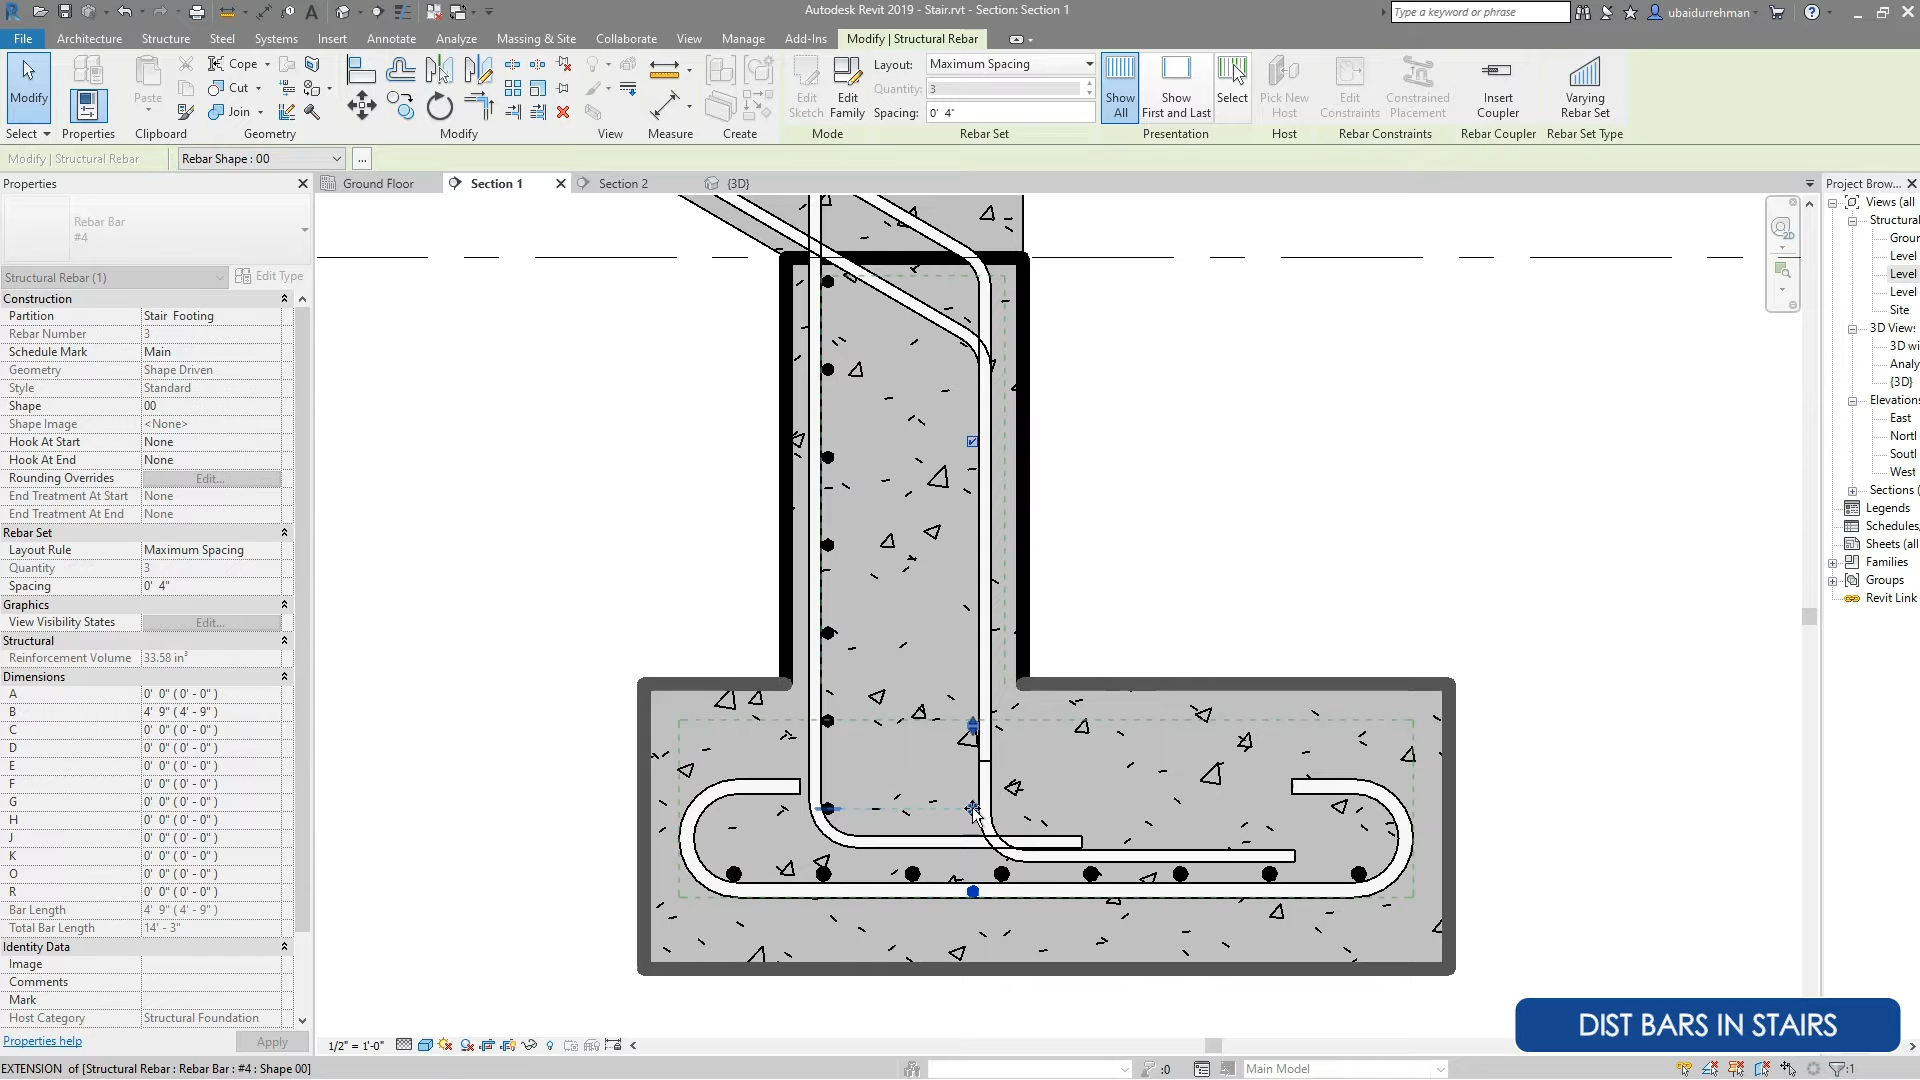 Autodesk Revit 2019 - Stair.rvt - Section: Section 1
Type a keyword or phrase
ubaidurrehman
File Architecture Structure Steel Systems Insert Annotate Analyze Massing & Site Collaborate View Manage Add-Ins Modify | Structural Rebar
Modify
Properties
Paste
Cope
Cut
Join
Edit Sketch
Edit Family
Layout: Maximum Spacing
Quantity: 3
Spacing: 0' 4"
Show All
Show First and Last
Select
Pick New Host
Edit Constraints
Constrained Placement
Insert Coupler
Varying Rebar Set
Select Properties Clipboard Geometry Modify View Measure Create Mode Rebar Set Presentation Host Rebar Constraints Rebar Coupler Rebar Set Type
Modify | Structural Rebar
Rebar Shape : 00
...
Properties
Ground Floor
Section 1
Section 2
{3D}
Rebar Bar
#4
Structural Rebar (1)
Edit Type
Construction
Partition Stair Footing
Rebar Number 3
Schedule Mark Main
Geometry Shape Driven
Style Standard
Shape 00
Shape Image <None>
Hook At Start None
Hook At End None
Rounding Overrides Edit...
End Treatment At Start None
End Treatment At End None
Rebar Set
Layout Rule Maximum Spacing
Quantity 3
Spacing 0' 4"
Graphics
View Visibility States Edit...
Structural
Reinforcement Volume 33.58 in³
Dimensions
A 0' 0" ( 0' - 0" )
B 4' 9" ( 4' - 9" )
C 0' 0" ( 0' - 0" )
D 0' 0" ( 0' - 0" )
E 0' 0" ( 0' - 0" )
F 0' 0" ( 0' - 0" )
G 0' 0" ( 0' - 0" )
H 0' 0" ( 0' - 0" )
J 0' 0" ( 0' - 0" )
K 0' 0" ( 0' - 0" )
O 0' 0" ( 0' - 0" )
R 0' 0" ( 0' - 0" )
Bar Length 4' 9" ( 4' - 9" )
Total Bar Length 14' - 3"
Identity Data
Image
Comments
Mark
Host Category Structural Foundation
Properties help
Apply
Project Brow...
Views (all
Structural
Groun
Level
Level
Level
Site
3D Views
3D wi
Analy
{3D}
Elevations
East
North
South
West
Sections (
Legends
Schedules,
Sheets (all
Families
Groups
Revit Link
DIST BARS IN STAIRS
1/2" = 1'-0"
EXTENSION of [Structural Rebar : Rebar Bar : #4 : Shape 00]
:0
Main Model
:1